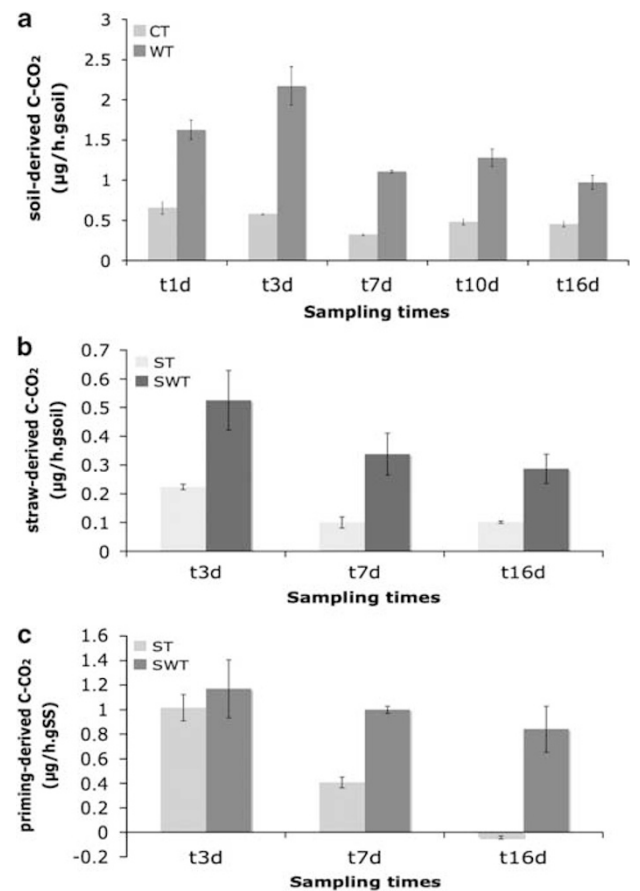 a
CT
WT
soil-derived C-CO₂
(µg/h.gsoil)
3
2.5
2
1.5
1
0.5
0
t1d t3d t7d t10d t16d
Sampling times
b
ST
SWT
straw-derived C-CO₂
(µg/h.gsoil)
0.7
0.6
0.5
0.4
0.3
0.2
0.1
0
t3d t7d t16d
Sampling times
c
ST
SWT
priming-derived C-CO₂
(µg/h.gSS)
1.6
1.4
1.2
1
0.8
0.6
0.4
0.2
0
-0.2
t3d t7d t16d
Sampling times